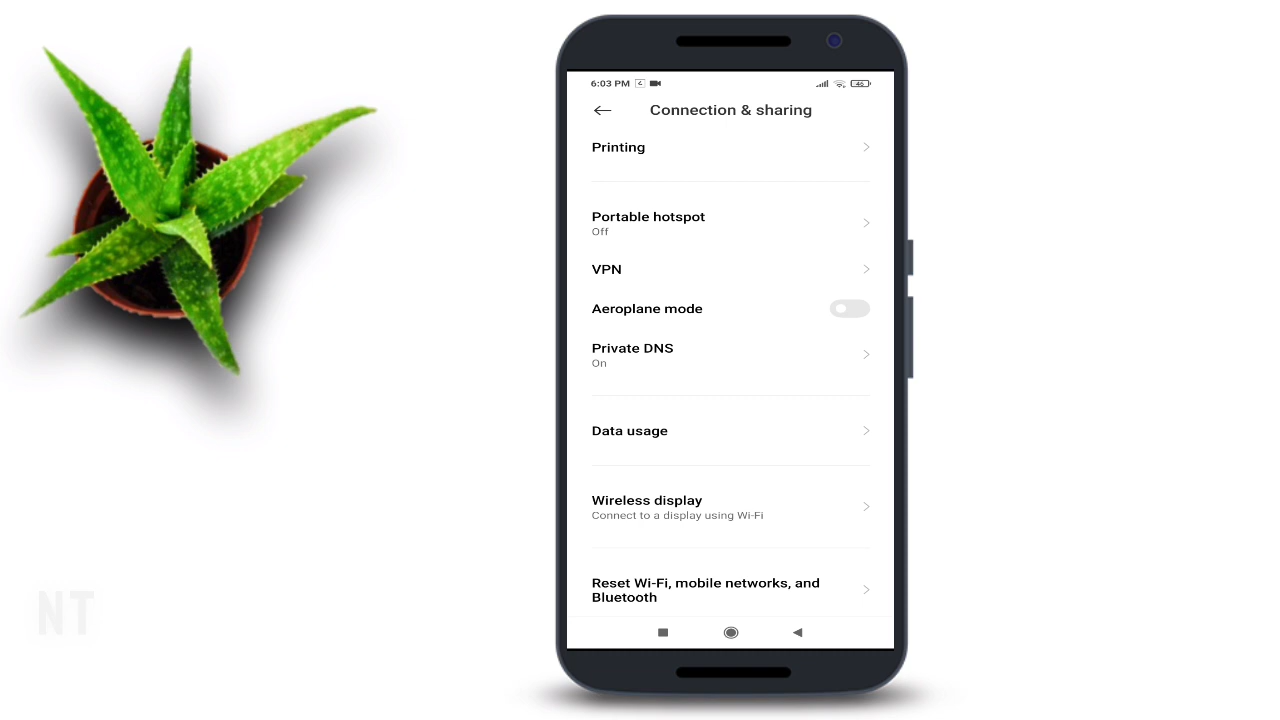 6:03 PM
46
Connection & sharing
Printing
Portable hotspot
Off
VPN
Aeroplane mode
Private DNS
On
Data usage
Wireless display
Connect to a display using Wi-Fi
Reset Wi-Fi, mobile networks, and
Bluetooth
NT